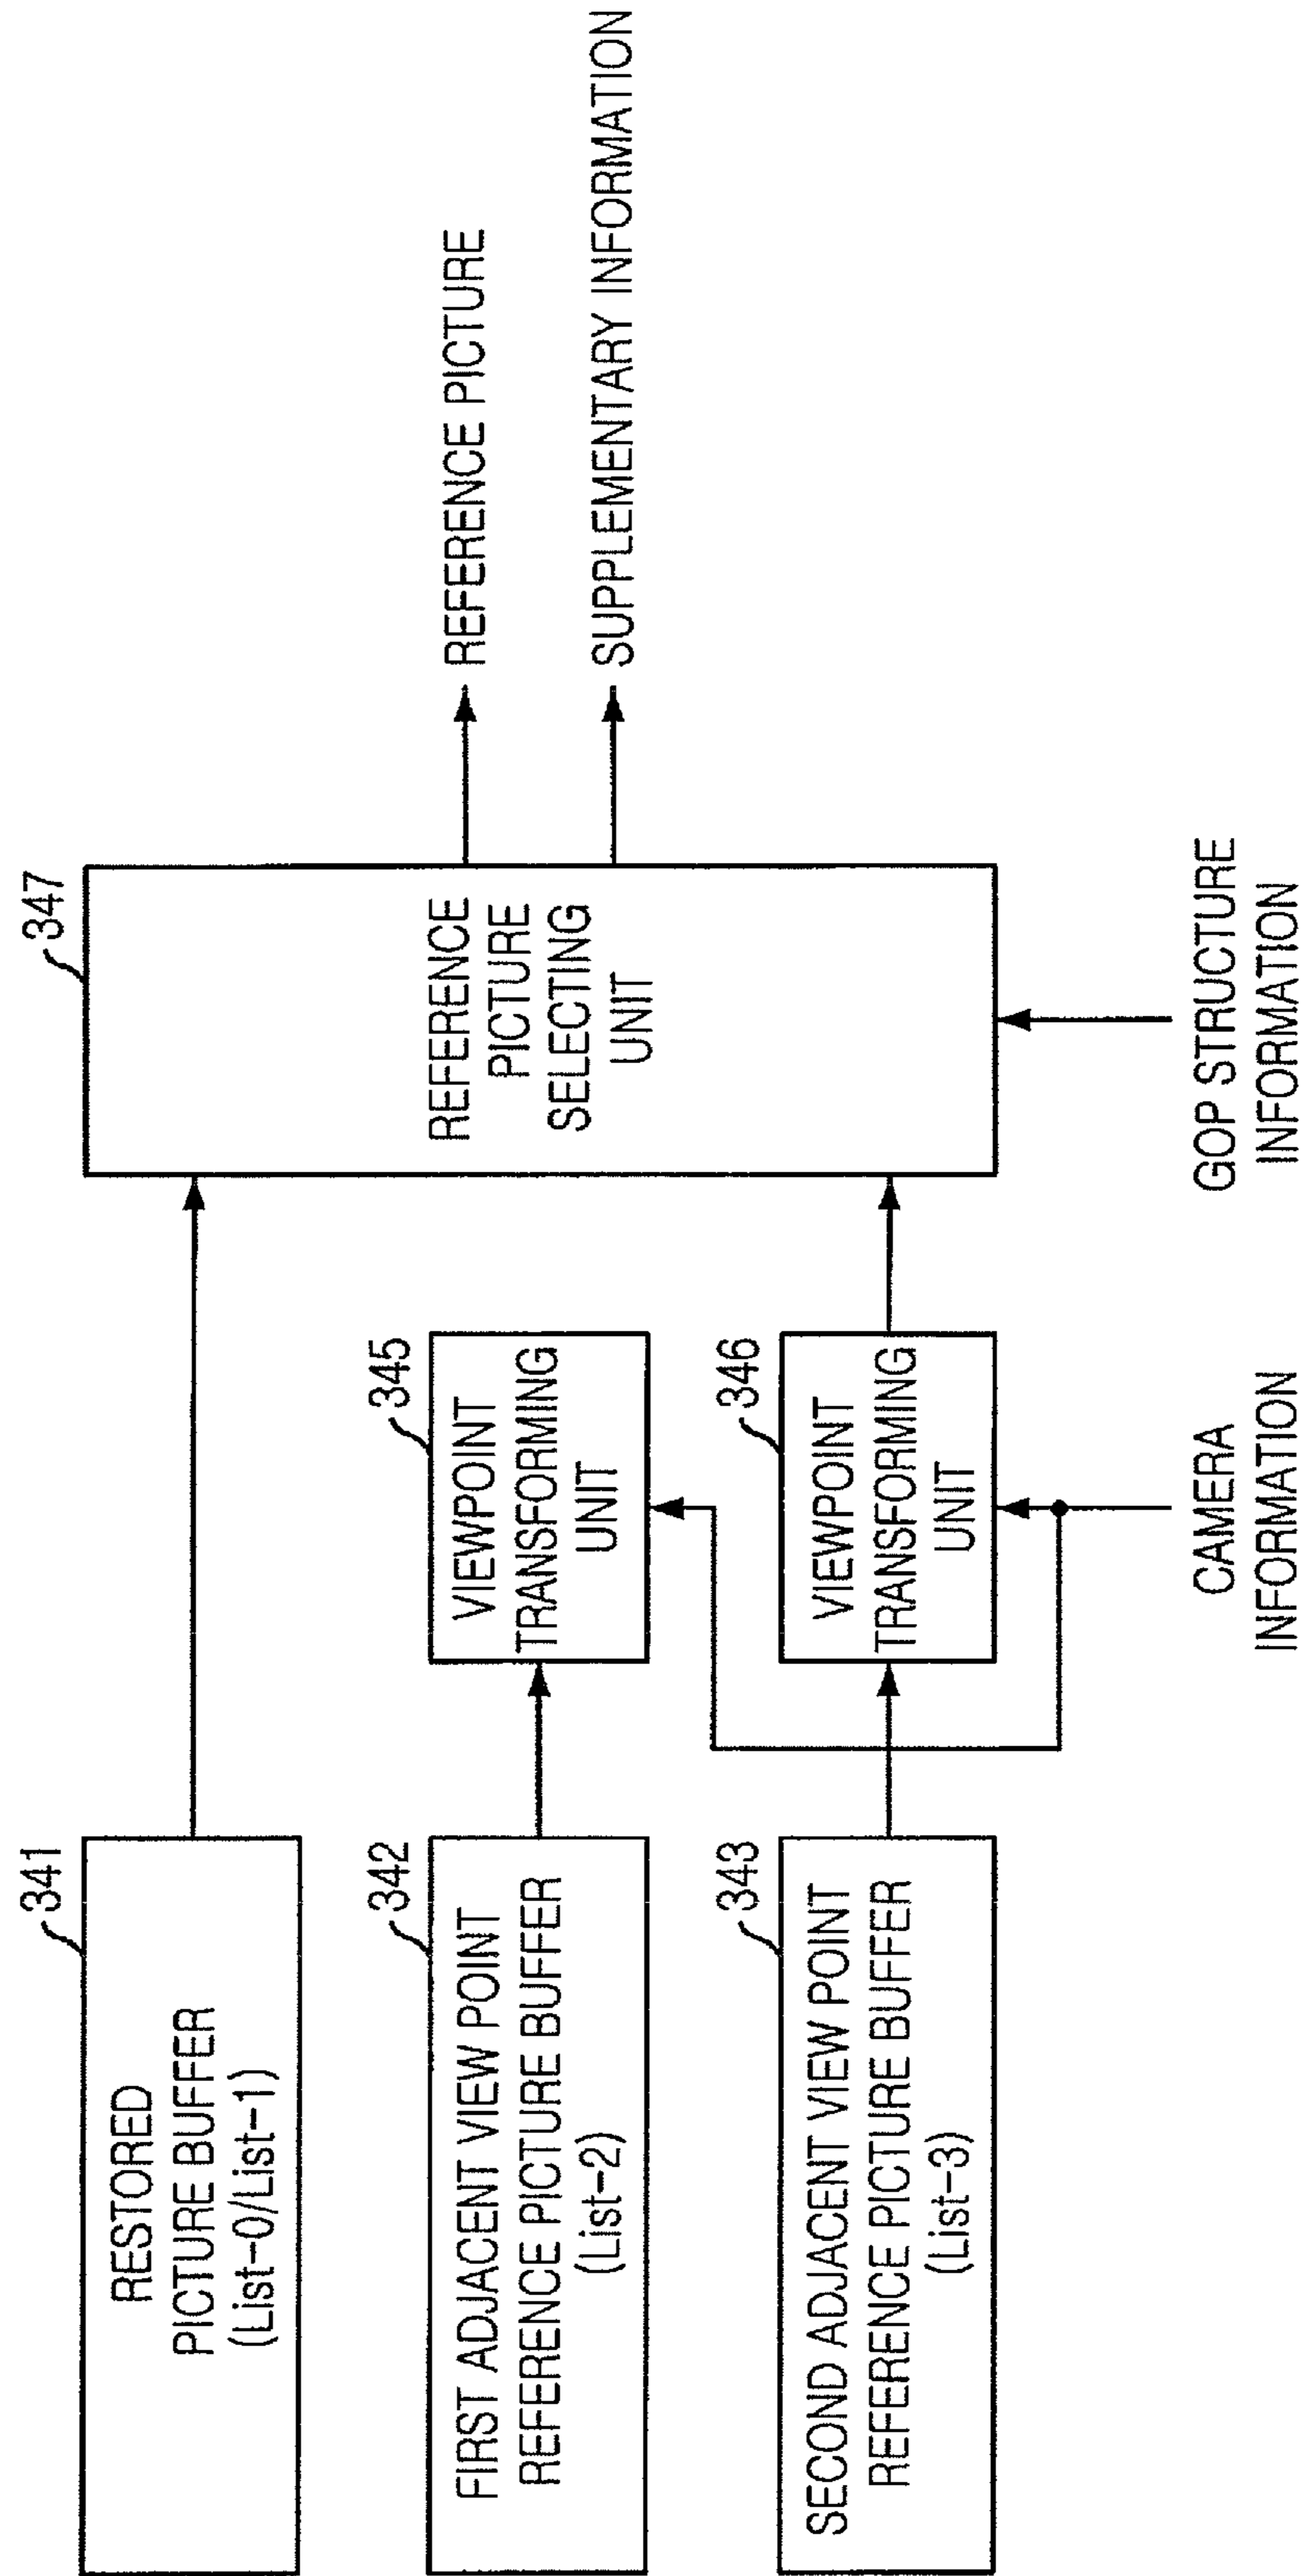 341
RESTORED
PICTURE BUFFER
(List-0/List-1)
342
FIRST ADJACENT VIEW POINT
REFERENCE PICTURE BUFFER
(List-2)
343
SECOND ADJACENT VIEW POINT
REFERENCE PICTURE BUFFER
(List-3)
345
VIEWPOINT
TRANSFORMING
UNIT
346
VIEWPOINT
TRANSFORMING
UNIT
CAMERA
INFORMATION
347
REFERENCE
PICTURE
SELECTING
UNIT
GOP STRUCTURE
INFORMATION
REFERENCE PICTURE
SUPPLEMENTARY INFORMATION